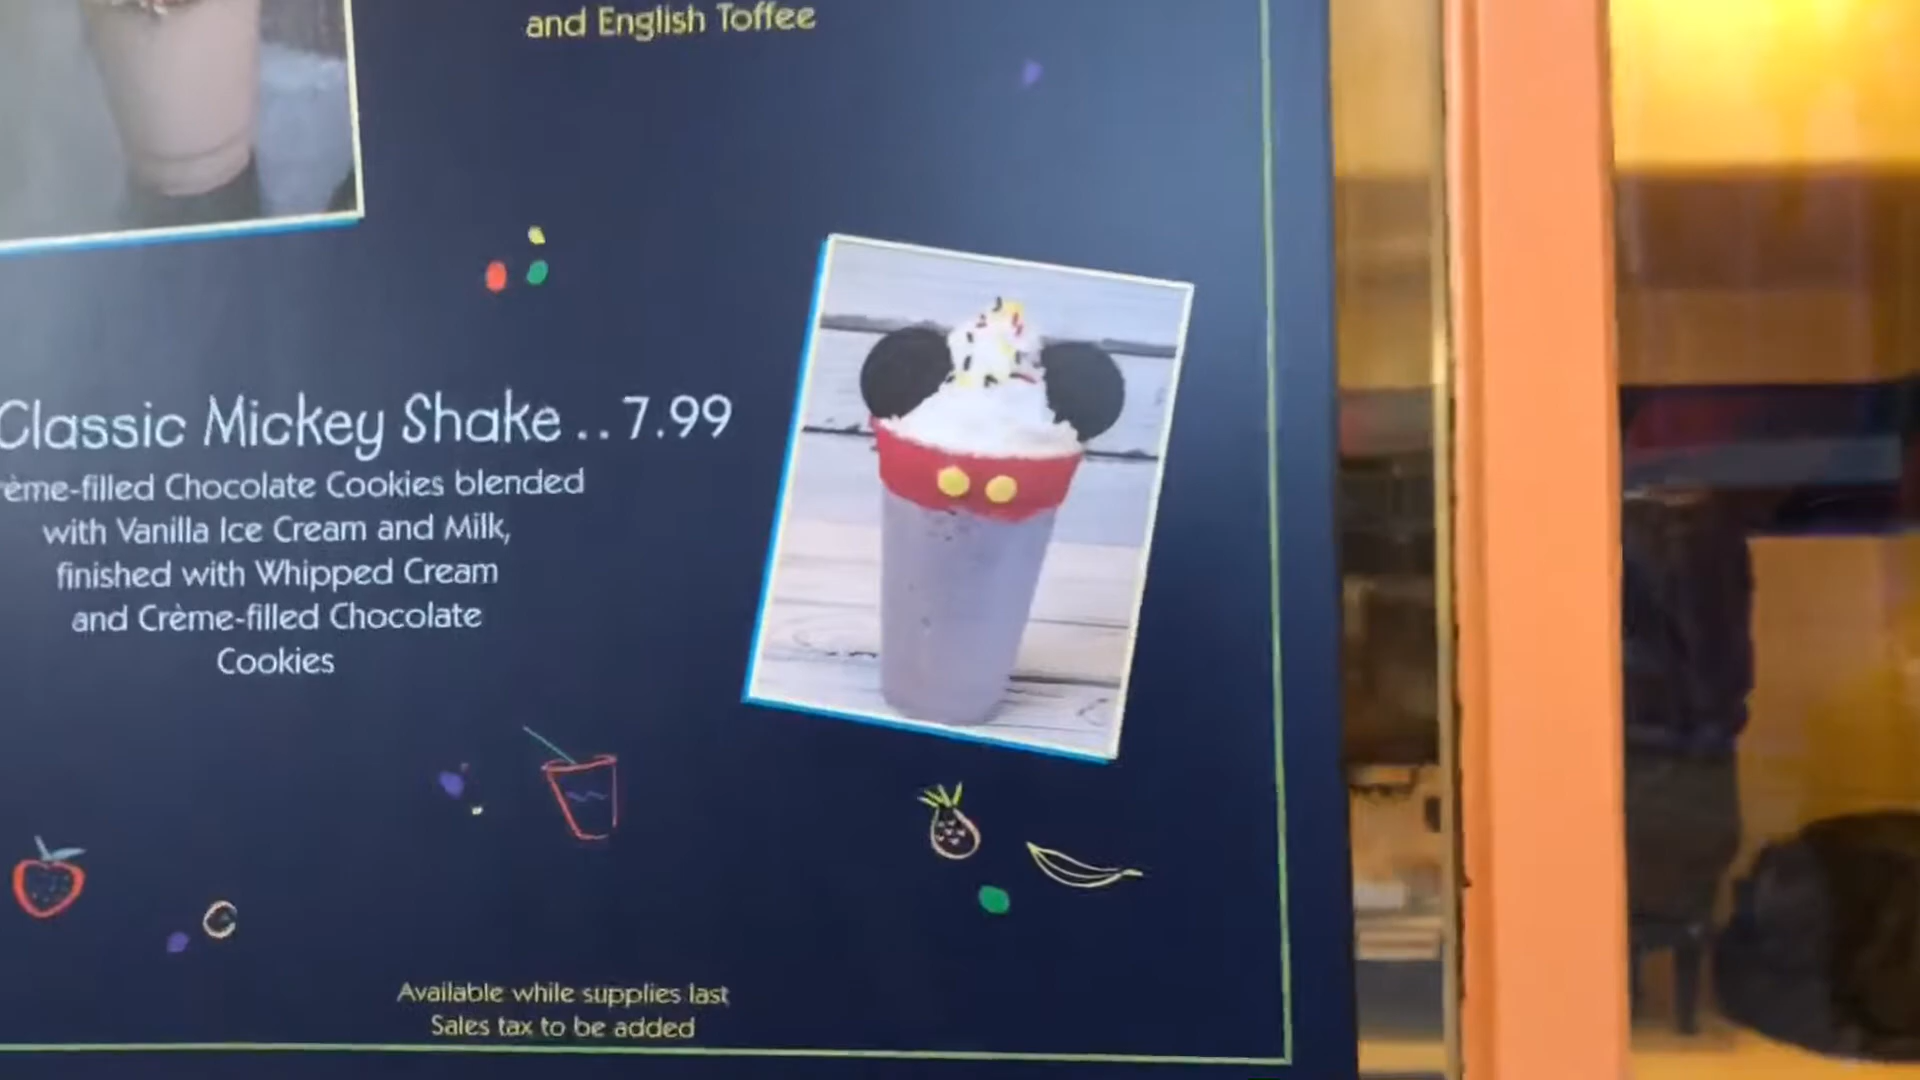 and English Toffee
Classic Mickey Shake .. 7.99
rème-filled Chocolate Cookies blended
with Vanilla Ice Cream and Milk,
finished with Whipped Cream
and Crème-filled Chocolate
Cookies
Available while supplies last
Sales tax to be added